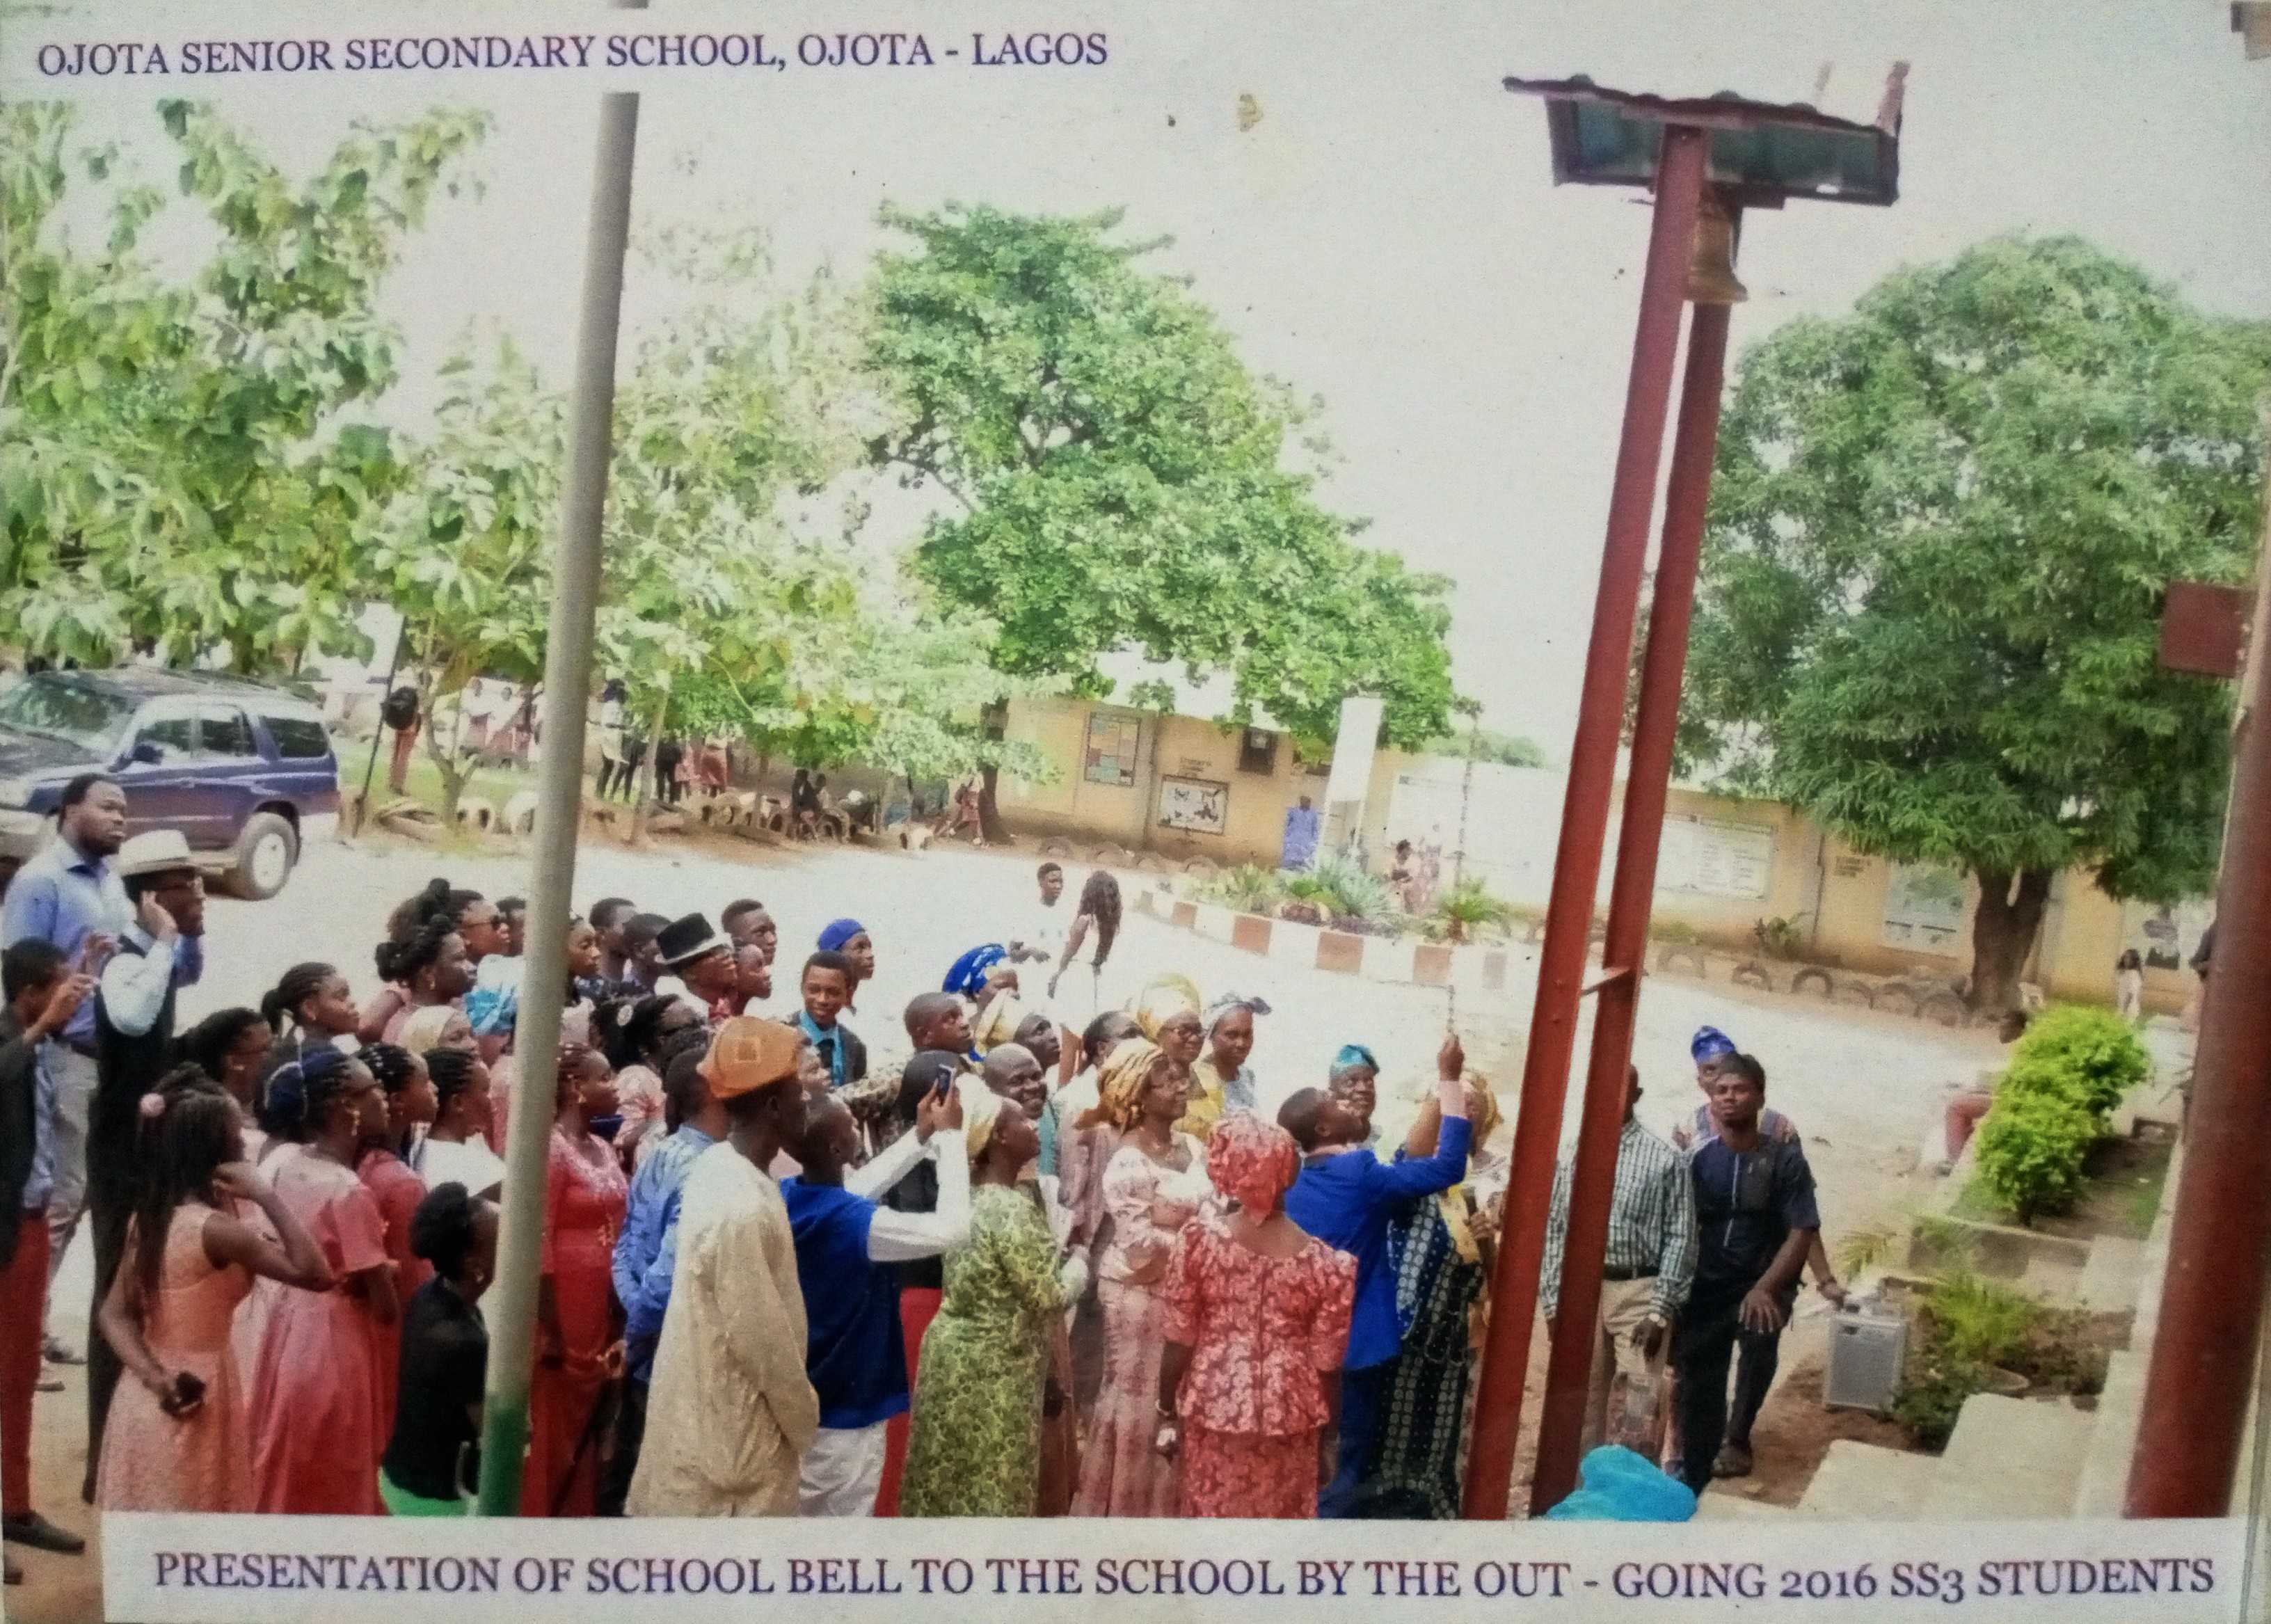 OJOTA SENIOR SECONDARY SCHOOL, OJOTA - LAGOS
PRESENTATION OF SCHOOL BELL TO THE SCHOOL BY THE OUT - GOING 2016 SS3 STUDENTS